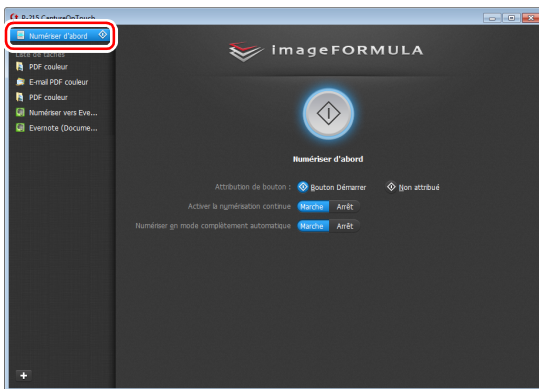 P-215 CaptureOnTouch
Numériser d'abord
Liste de tâches
PDF couleur
E-mail PDF couleur
PDF couleur
Numériser vers Eve...
Evernote (Docume...
imageFORMULA
Numériser d'abord
Attribution de bouton : Bouton Démarrer Non attribué
Activer la numérisation continue Marche Arrêt
Numériser en mode complètement automatique Marche Arrêt